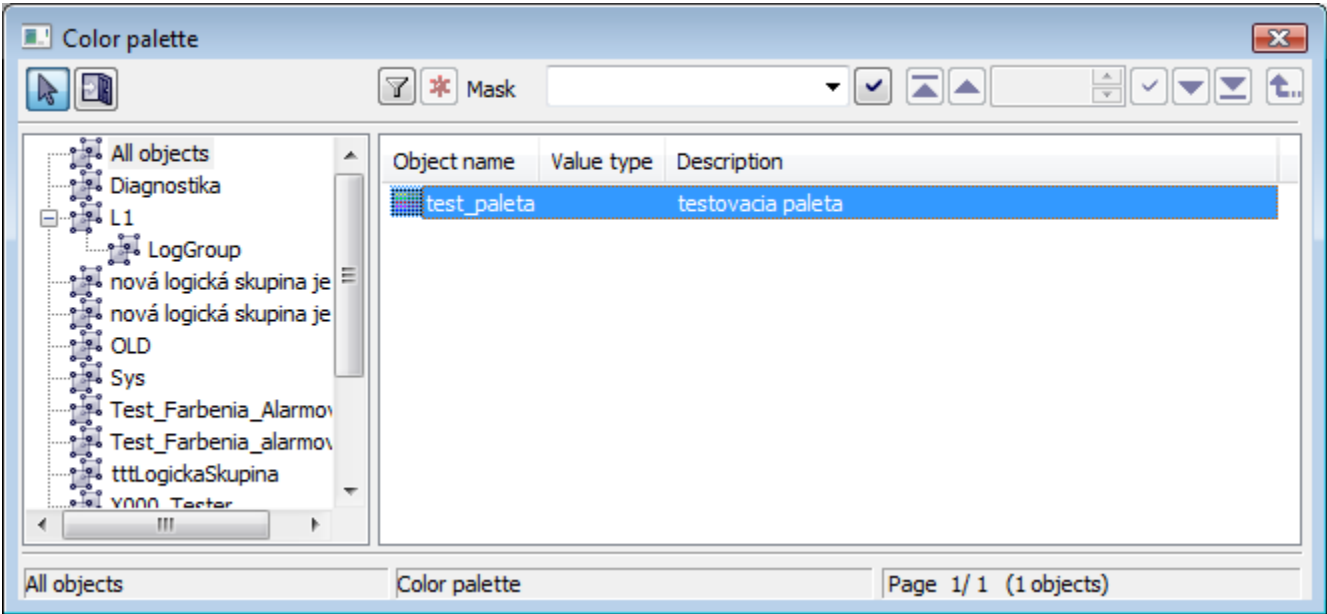 Color palette
Mask
All objects
Diagnostika
L1
LogGroup
nová logická skupina je
nová logická skupina je
OLD
Sys
Test_Farbenia_Alarmov
Test_Farbenia_alarmov
tttLogickaSkupina
Y000_Tester
Object name Value type Description
test_paleta testovacia paleta
All objects Color palette Page 1/ 1 (1 objects)